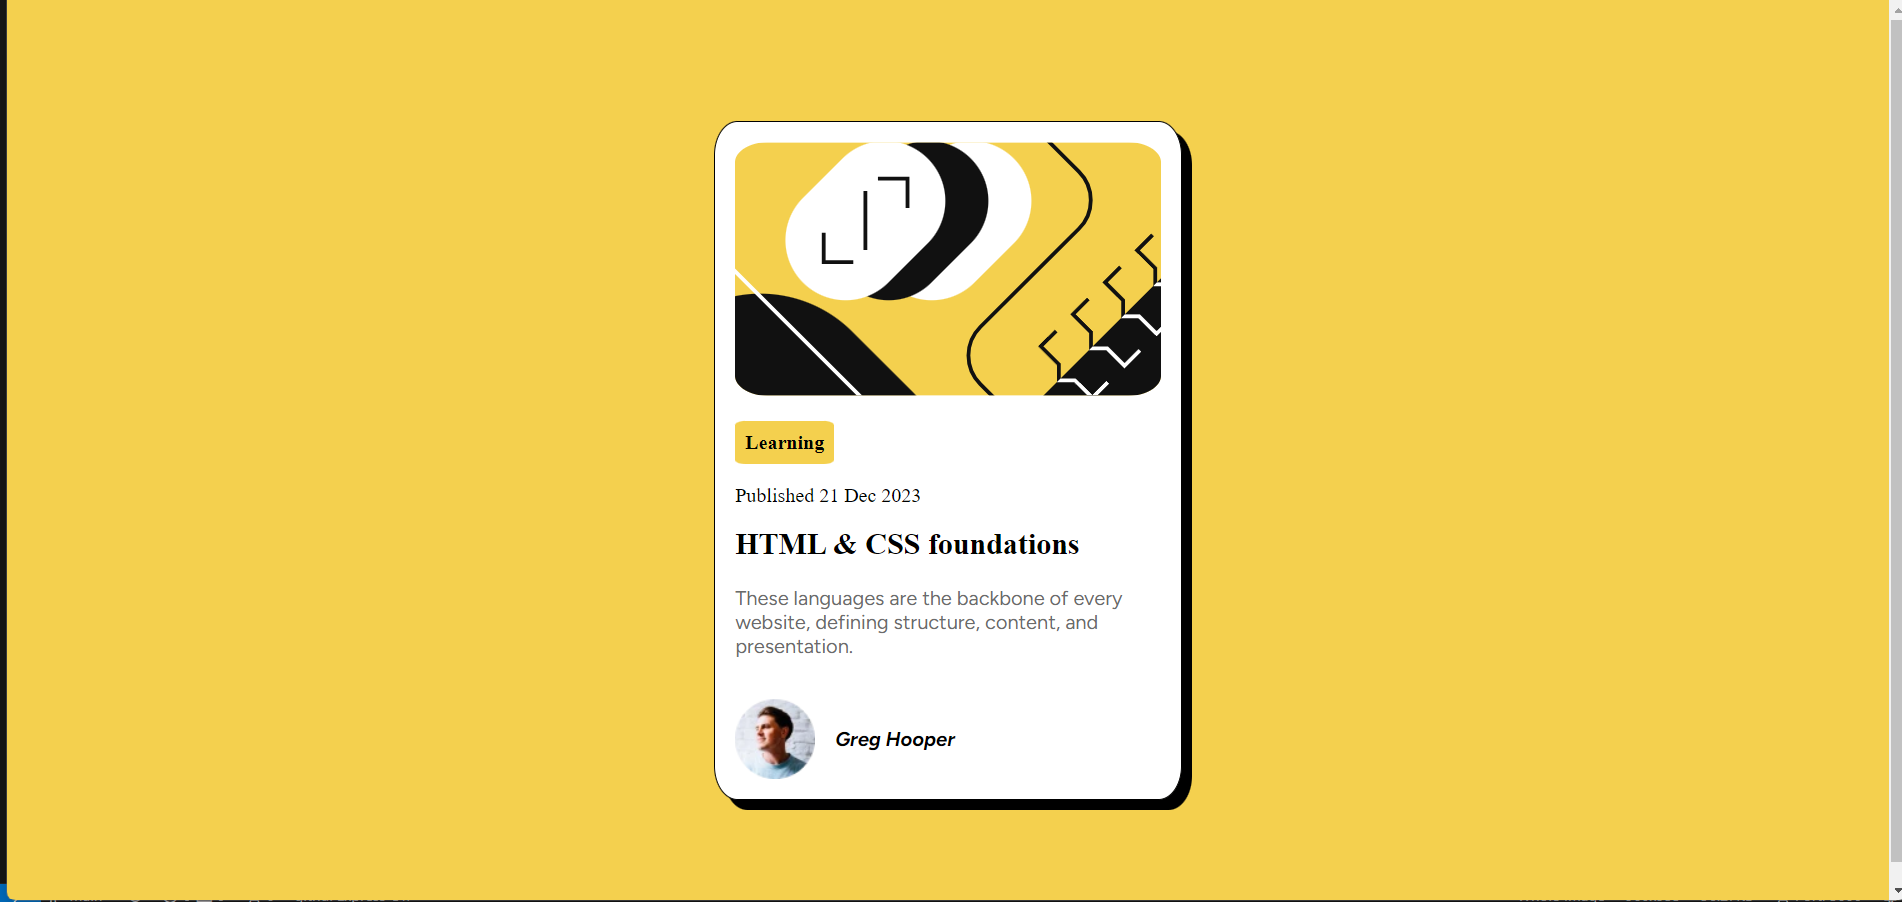 Learning
Published 21 Dec 2023
HTML & CSS foundations
These languages are the backbone of every
website, defining structure, content, and
presentation.
Greg Hooper